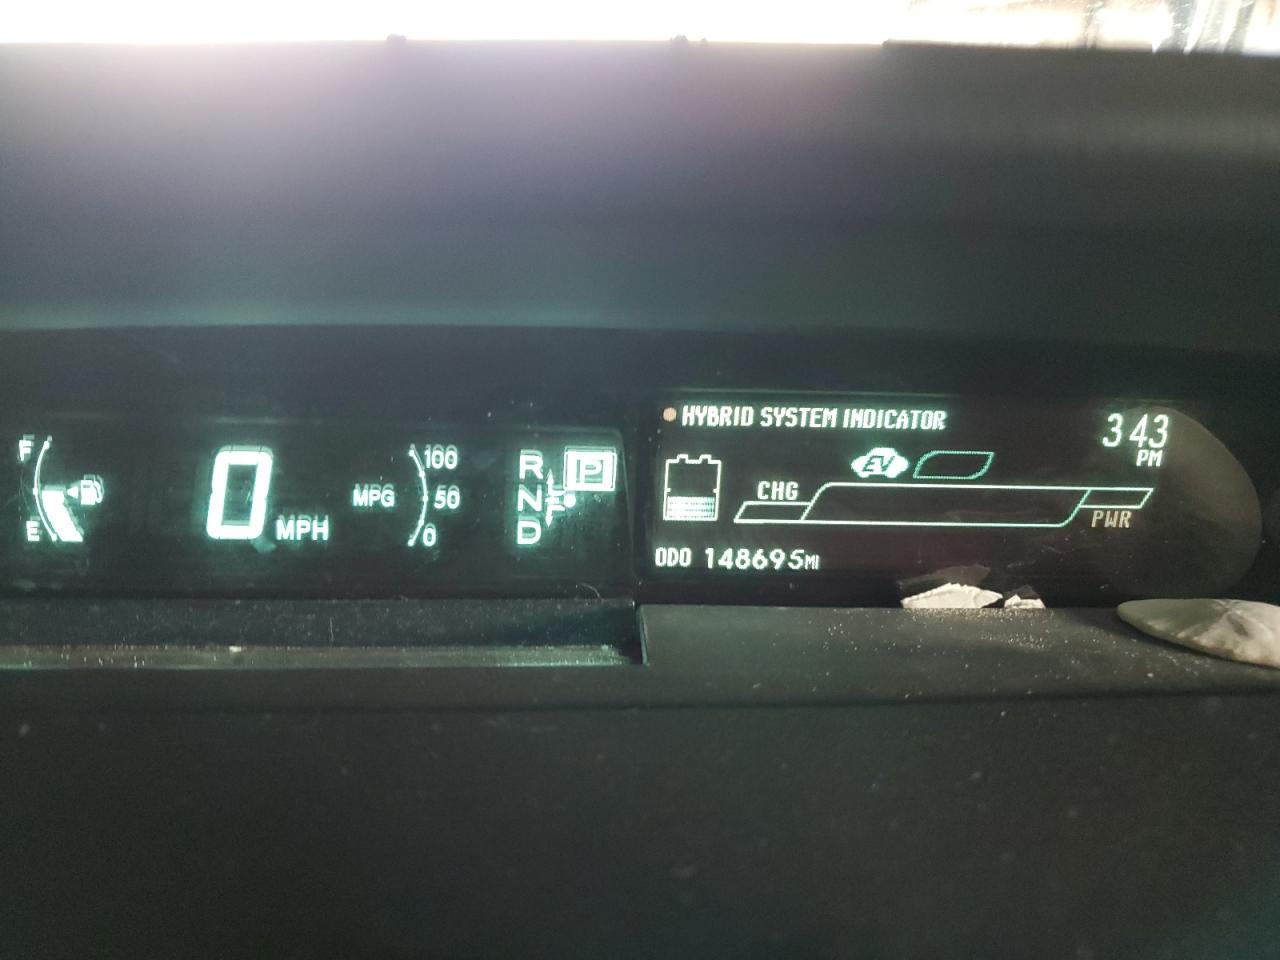 F
E
0 MPH
MPG
100
50
0
R
N
D
P
HYBRID SYSTEM INDICATOR
3 43
PM
EV
CHG
PWR
ODO 148695MI